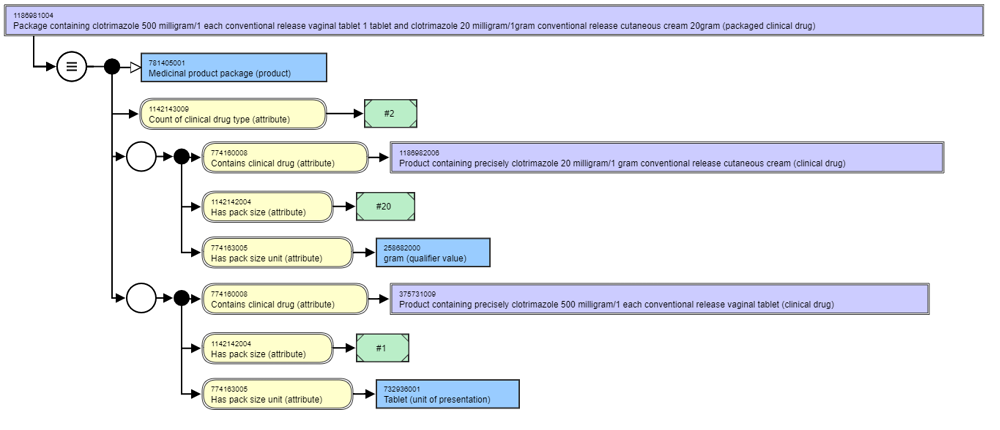 1186981004
Package containing clotrimazole 500 milligram/1 each conventional release vaginal tablet 1 tablet and clotrimazole 20 milligram/1gram conventional release cutaneous cream 20gram (packaged clinical drug)
781405001
Medicinal product package (product)
1142143009
Count of clinical drug type (attribute)
#2
774160008
Contains clinical drug (attribute)
1186982006
Product containing precisely clotrimazole 20 milligram/1 gram conventional release cutaneous cream (clinical drug)
1142142004
Has pack size (attribute)
#20
774163005
Has pack size unit (attribute)
258682000
gram (qualifier value)
774160008
Contains clinical drug (attribute)
375731009
Product containing precisely clotrimazole 500 milligram/1 each conventional release vaginal tablet (clinical drug)
1142142004
Has pack size (attribute)
#1
774163005
Has pack size unit (attribute)
732936001
Tablet (unit of presentation)